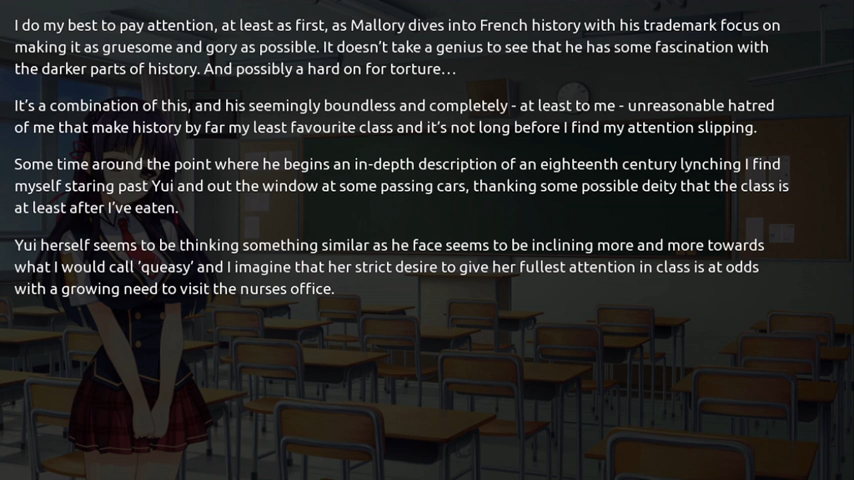 I do my best to pay attention, at least as first, as Mallory dives into French history with his trademark focus on
making it as gruesome and gory as possible. It doesn't take a genius to see that he has some fascination with
the darker parts of history. And possibly a hard on for torture…
It's a combination of this, and his seemingly boundless and completely - at least to me - unreasonable hatred
of me that make history by far my least favourite class and it's not long before I find my attention slipping.
Some time around the point where he begins an in-depth description of an eighteenth century lynching I find
myself staring past Yui and out the window at some passing cars, thanking some possible deity that the class is
at least after I've eaten.
Yui herself seems to be thinking something similar as he face seems to be inclining more and more towards
what I would call 'queasy' and I imagine that her strict desire to give her fullest attention in class is at odds
with a growing need to visit the nurses office.